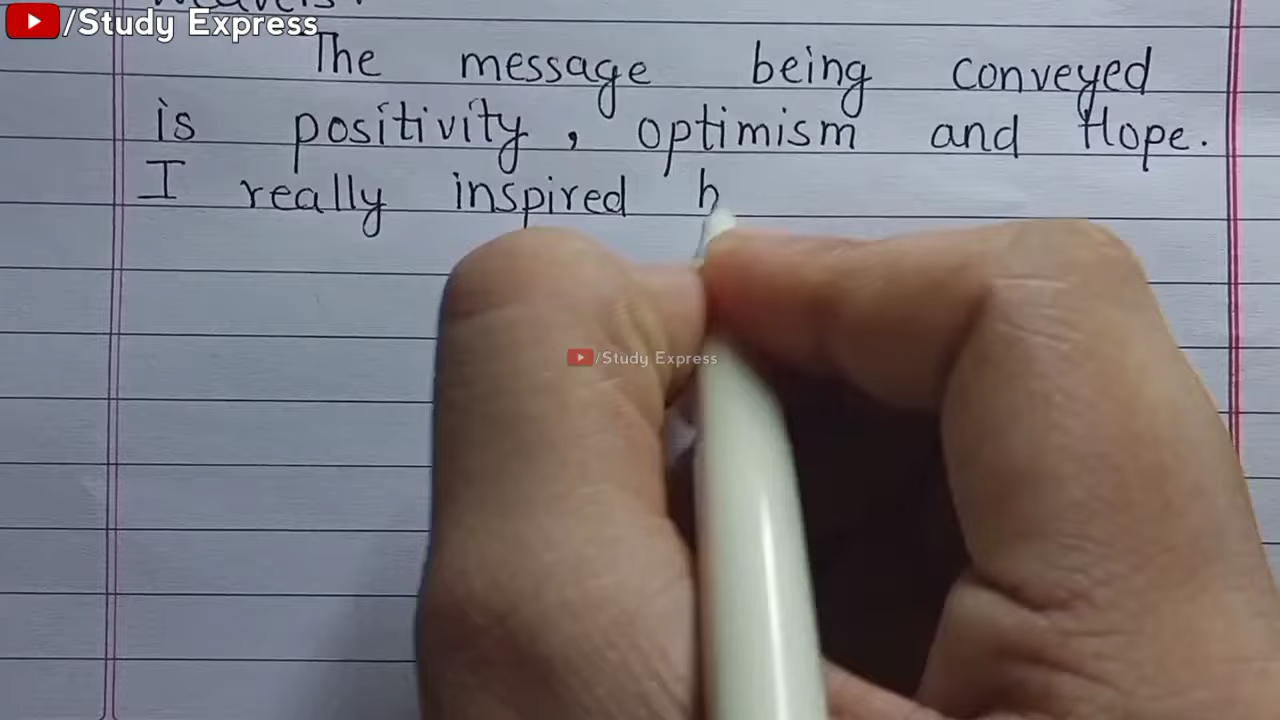 /Study Express
The message being conveyed
is positivity, optimism and Hope.
I really inspired
/Study Express